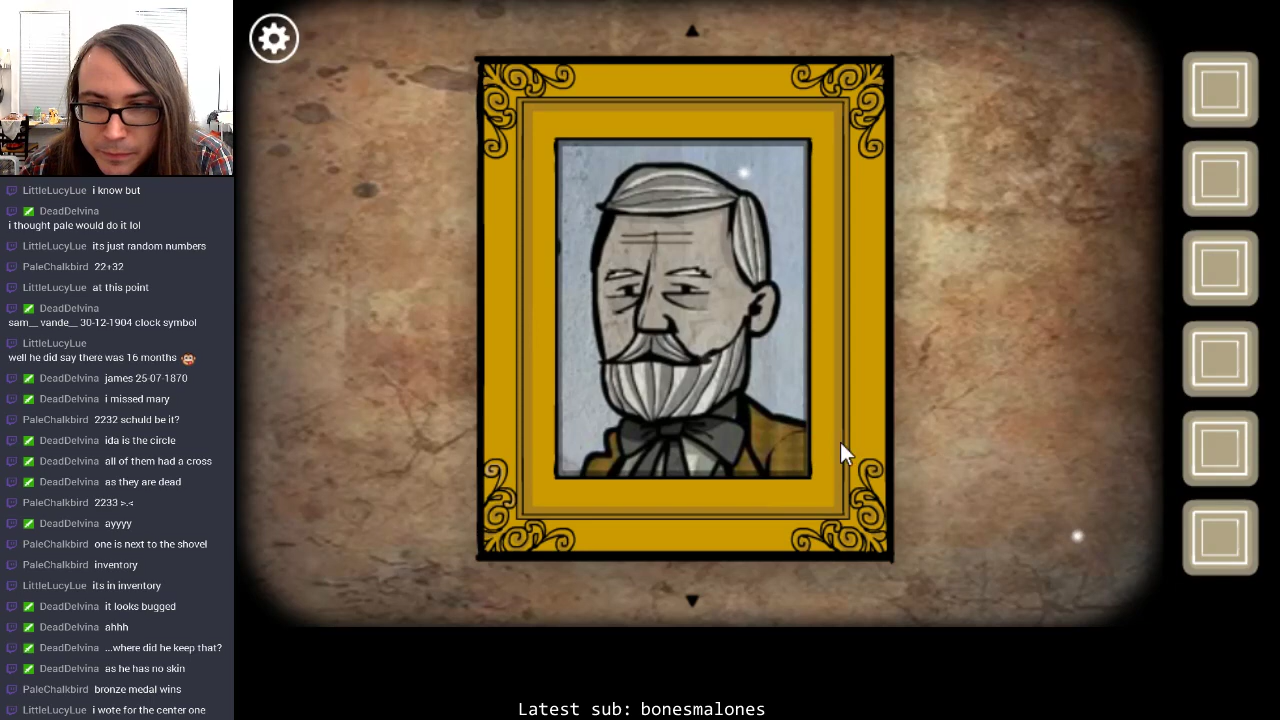 LittleLucyLue i know but
DeadDelvina
i thought pale would do it lol
LittleLucyLue its just random numbers
PaleChalkbird 22+32
LittleLucyLue at this point
DeadDelvina
sam__ vande__ 30-12-1904 clock symbol
LittleLucyLue
well he did say there was 16 months
DeadDelvina james 25-07-1870
DeadDelvina i missed mary
PaleChalkbird 2232 schuld be it?
DeadDelvina ida is the circle
DeadDelvina all of them had a cross
DeadDelvina as they are dead
PaleChalkbird 2233 >.<
DeadDelvina ayyyy
PaleChalkbird one is next to the shovel
PaleChalkbird inventory
LittleLucyLue its in inventory
DeadDelvina it looks bugged
DeadDelvina ahhh
DeadDelvina ...where did he keep that?
DeadDelvina as he has no skin
PaleChalkbird bronze medal wins
LittleLucyLue i wote for the center one
Latest sub: bonesmalones